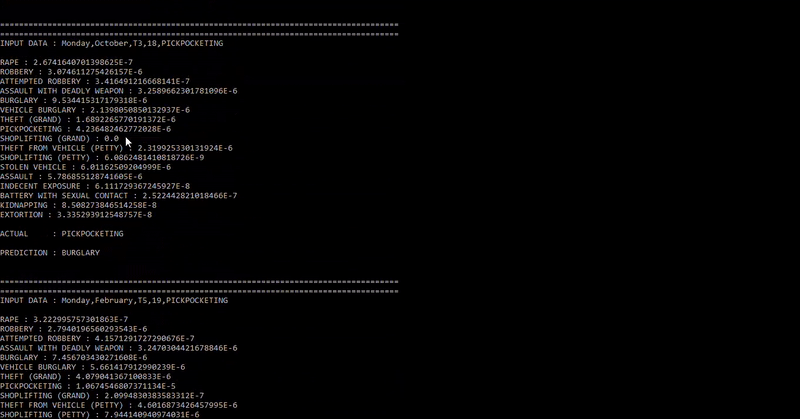 ===================================================================================
===================================================================================
INPUT DATA : Monday,October,T3,18,PICKPOCKETING
RAPE : 2.6741640701398625E-7
ROBBERY : 3.074611275426157E-6
ATTEMPTED ROBBERY : 3.416491216668141E-7
ASSAULT WITH DEADLY WEAPON : 3.2589662301781096E-6
BURGLARY : 9.534415317179318E-6
VEHICLE BURGLARY : 2.1398050850132937E-6
THEFT (GRAND) : 1.6892265770191372E-6
PICKPOCKETING : 4.236482462772028E-6
SHOPLIFTING (GRAND) : 0.0
THEFT FROM VEHICLE (PETTY) : 2.319925330131924E-6
SHOPLIFTING (PETTY) : 6.0862481410818726E-9
STOLEN VEHICLE : 6.01162509204999E-6
ASSAULT : 5.786855128741605E-6
INDECENT EXPOSURE : 6.111729367245927E-8
BATTERY WITH SEXUAL CONTACT : 2.522442821018466E-7
KIDNAPPING : 8.508273846514258E-8
EXTORTION : 3.335293912548757E-8
ACTUAL     : PICKPOCKETING
PREDICTION : BURGLARY
===================================================================================
===================================================================================
INPUT DATA : Monday,February,T5,19,PICKPOCKETING
RAPE : 3.222995757301863E-7
ROBBERY : 2.7940196560293543E-6
ATTEMPTED ROBBERY : 4.1571291727290676E-7
ASSAULT WITH DEADLY WEAPON : 3.2470304421678846E-6
BURGLARY : 7.456703430271608E-6
VEHICLE BURGLARY : 5.661417912990239E-6
THEFT (GRAND) : 4.079041367100833E-6
PICKPOCKETING : 1.0674546807371134E-5
SHOPLIFTING (GRAND) : 2.0994830383583312E-7
THEFT FROM VEHICLE (PETTY) : 4.6016873426457995E-6
SHOPLIFTING (PETTY) : 7.944140940974031E-6